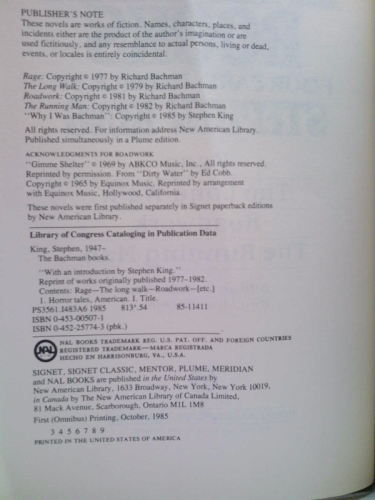 PUBLISHER'S NOTE
These novels are works of fiction. Names, characters, places, and
incidents either are the product of the author's imagination or are
used fictitiously, and any resemblance to actual persons, living or dead,
events, or locales is entirely coincidental.
Rage: Copyright © 1977 by Richard Bachman
The Long Walk: Copyright © 1979 by Richard Bachman
Roadwork: Copyright © 1981 by Richard Bachman
The Running Man: Copyright © 1982 by Richard Bachman
"Why I Was Bachman": Copyright © 1985 by Stephen King
All rights reserved. For information address New American Library.
Published simultaneously in a Plume edition.
ACKNOWLEDGMENTS FOR ROADWORK
"Gimme Shelter" © 1969 by ABKCO Music, Inc., All rights reserved.
Reprinted by permission. From "Dirty Water" by Ed Cobb.
Copyright © 1965 by Equinox Music. Reprinted by arrangement
with Equinox Music, Hollywood, California.
These novels were first published separately in Signet paperback editions
by New American Library.
Library of Congress Cataloging in Publication Data
King, Stephen, 1947–
The Bachman books.
"With an introduction by Stephen King."
Reprint of works originally published 1977–1982.
Contents: Rage—The long walk—Roadwork—[etc.]
1. Horror tales, American. I. Title.
PS3561.I483A6 1985 813'.54 85-11411
ISBN 0-453-00507-1
ISBN 0-452-25774-3 (pbk.)
NAL
NAL BOOKS TRADEMARK REG. U.S. PAT. OFF. AND FOREIGN COUNTRIES
REGISTERED TRADEMARK—MARCA REGISTRADA
HECHO EN HARRISONBURG, VA., U.S.A.
SIGNET, SIGNET CLASSIC, MENTOR, PLUME, MERIDIAN
and NAL BOOKS are published in the United States by
New American Library, 1633 Broadway, New York, New York 10019,
in Canada by The New American Library of Canada Limited,
81 Mack Avenue, Scarborough, Ontario M1L 1M8
First (Omnibus) Printing, October, 1985
3 4 5 6 7 8 9
PRINTED IN THE UNITED STATES OF AMERICA